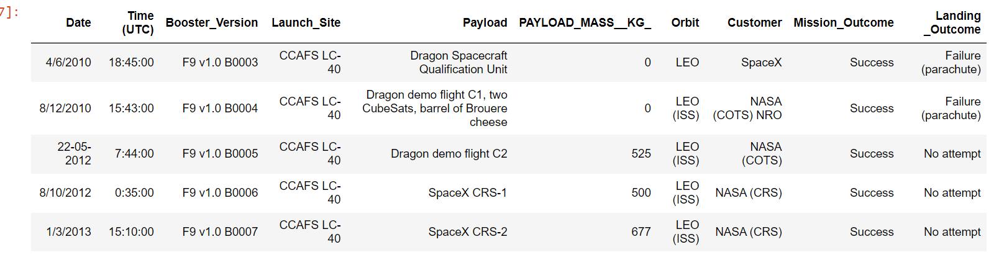 7]:
Date Time (UTC) Booster_Version Launch_Site Payload PAYLOAD_MASS__KG_ Orbit Customer Mission_Outcome Landing _Outcome
4/6/2010 18:45:00 F9 v1.0 B0003 CCAFS LC-40 Dragon Spacecraft Qualification Unit 0 LEO SpaceX Success Failure (parachute)
8/12/2010 15:43:00 F9 v1.0 B0004 CCAFS LC-40 Dragon demo flight C1, two CubeSats, barrel of Brouere cheese 0 LEO (ISS) NASA (COTS) NRO Success Failure (parachute)
22-05-2012 7:44:00 F9 v1.0 B0005 CCAFS LC-40 Dragon demo flight C2 525 LEO (ISS) NASA (COTS) Success No attempt
8/10/2012 0:35:00 F9 v1.0 B0006 CCAFS LC-40 SpaceX CRS-1 500 LEO (ISS) NASA (CRS) Success No attempt
1/3/2013 15:10:00 F9 v1.0 B0007 CCAFS LC-40 SpaceX CRS-2 677 LEO (ISS) NASA (CRS) Success No attempt